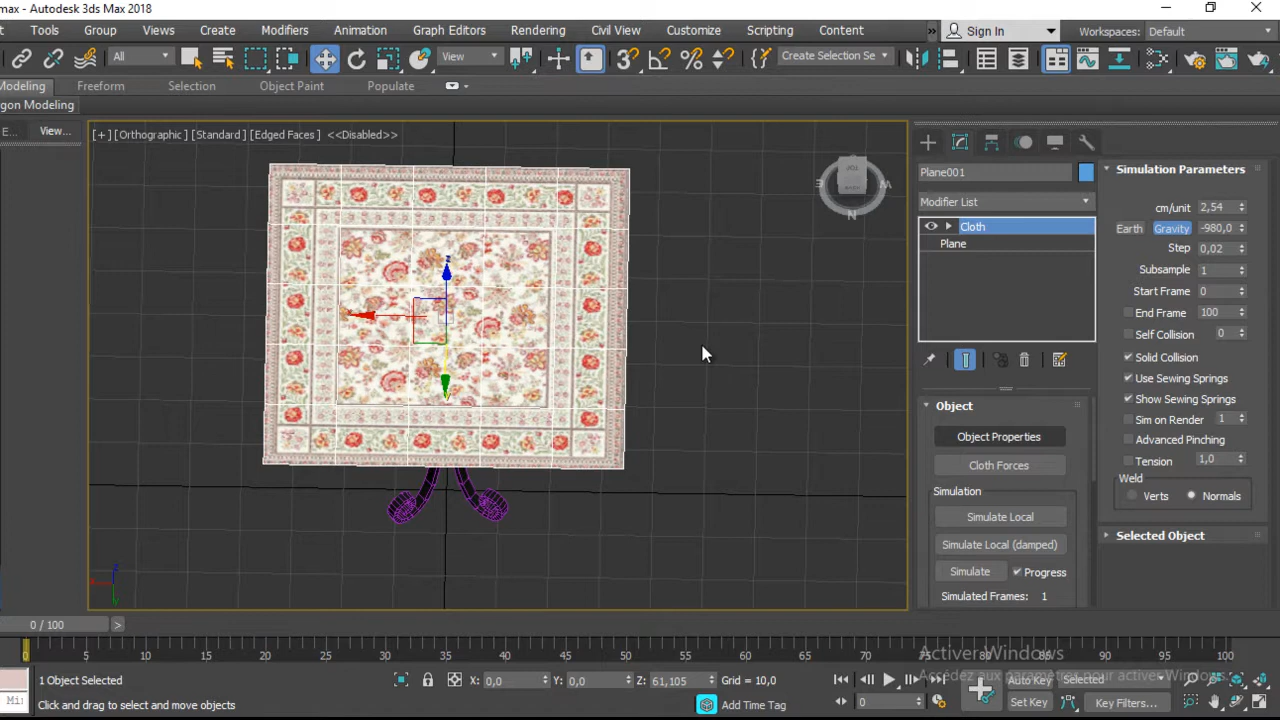 max - Autodesk 3ds Max 2018
Tools Group Views Create Modifiers Animation Graph Editors Rendering Civil View Customize Scripting Content » Sign In Workspaces: Default
All View Create Selection Se
Modeling Freeform Selection Object Paint Populate
gon Modeling
E... View...
[+] [Orthographic] [Standard] [Edged Faces] <<Disabled>>
TOP
E W
N
Plane001
Modifier List
Cloth
Plane
Object
Object Properties
Cloth Forces
Simulation
Simulate Local
Simulate Local (damped)
Simulate Progress
Simulated Frames: 1
Simulation Parameters
cm/unit 2,54
Earth Gravity -980,0
Step 0,02
Subsample 1
Start Frame 0
End Frame 100
Self Collision 0
Solid Collision
Use Sewing Springs
Show Sewing Springs
Sim on Render 1
Advanced Pinching
Tension 1,0
Weld
Verts Normals
Selected Object
0 / 100 >
0 5 10 15 20 25 30 35 40 45 50 55 60 65 70 75 80 85 90 95 100
Activer Windows
Accédez aux paramètres pour activer Windows.
1 Object Selected X: 0,0 Y: 0,0 Z: 61,105 Grid = 10,0 Auto Key Selected
Click and drag to select and move objects Add Time Tag 0 Set Key Key Filters...